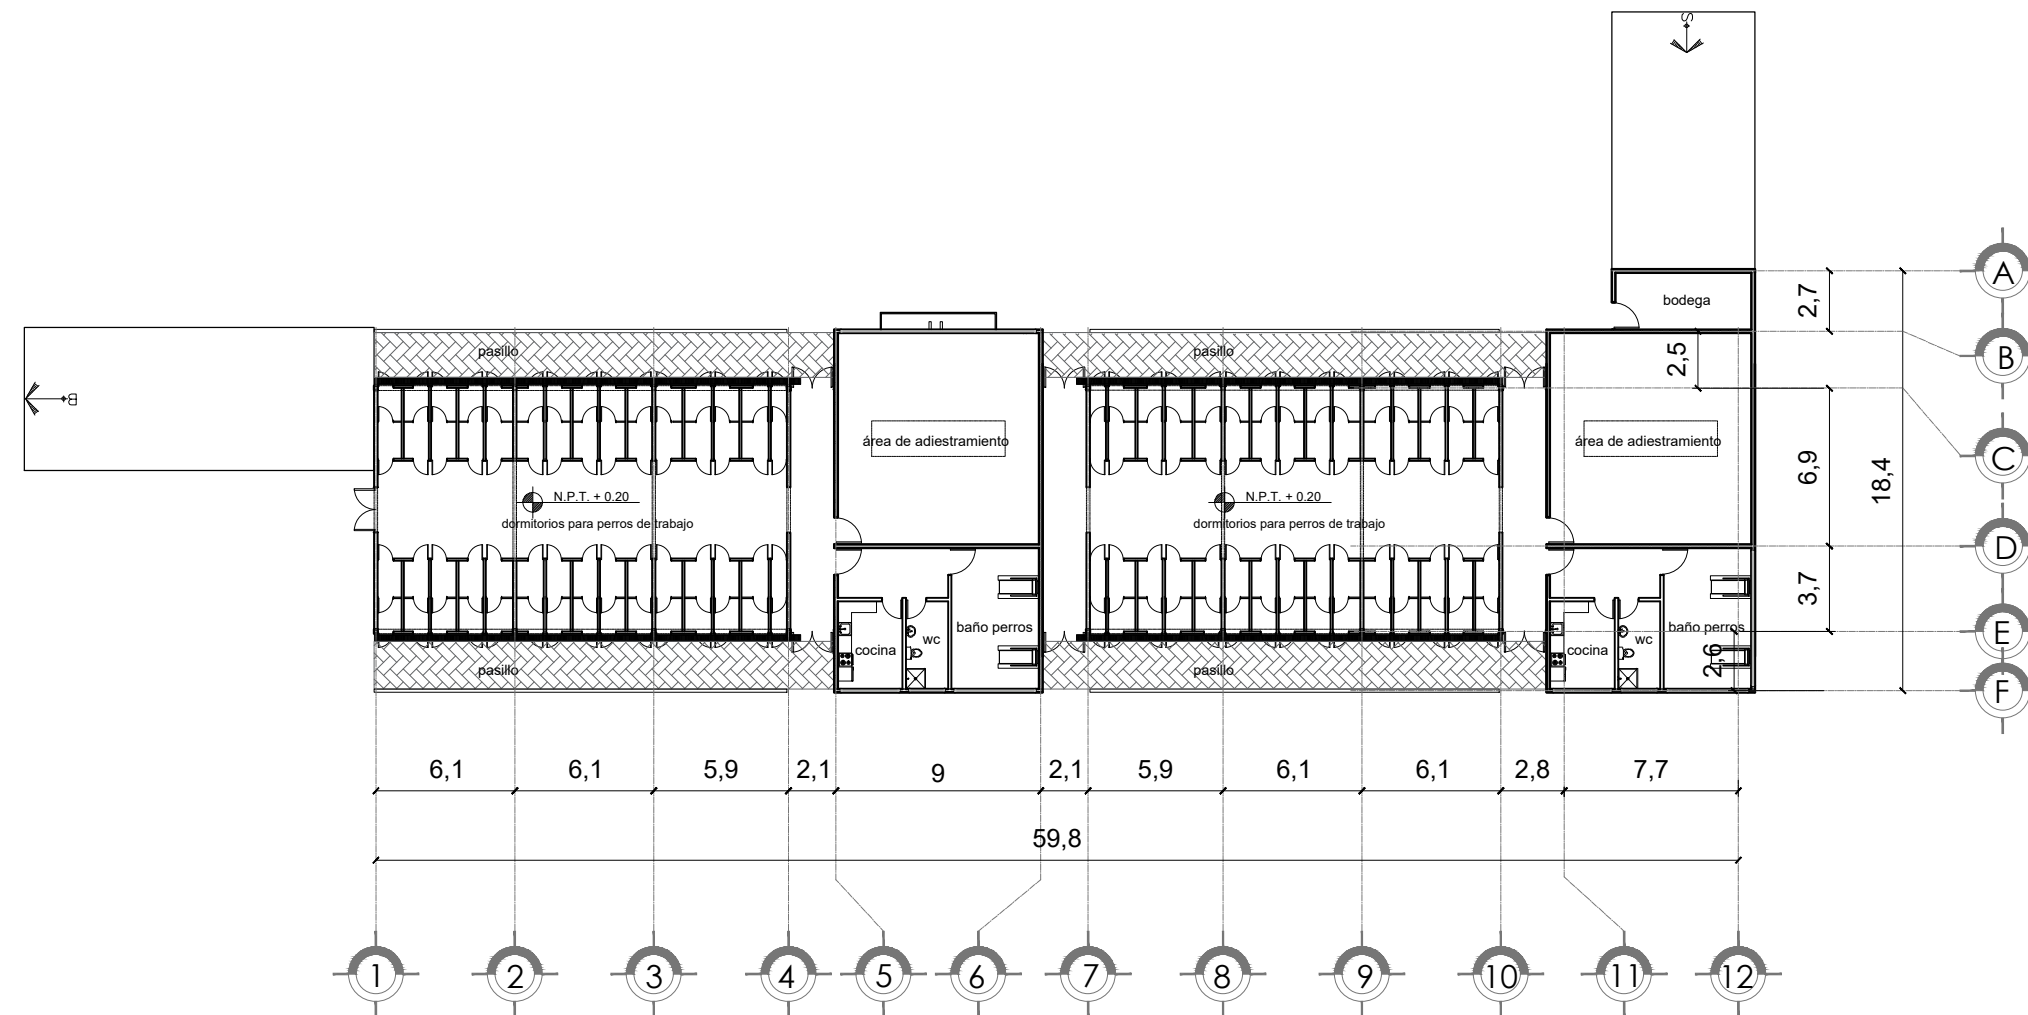 S
A
2,7
bodega
B
pasillo
pasillo
2,5
B
área de adiestramiento
área de adiestramiento
C
6,9
18,4
N.P.T. + 0.20
N.P.T. + 0.20
dormitorios para perros de trabajo
dormitorios para perros de trabajo
D
3,7
baño perros
baño perros
E
wc
wc
cocina
cocina
2,6
pasillo
pasillo
F
6,1
6,1
5,9
2,1
9
2,1
5,9
6,1
6,1
2,8
7,7
59,8
1
2
3
4
5
6
7
8
9
10
11
12